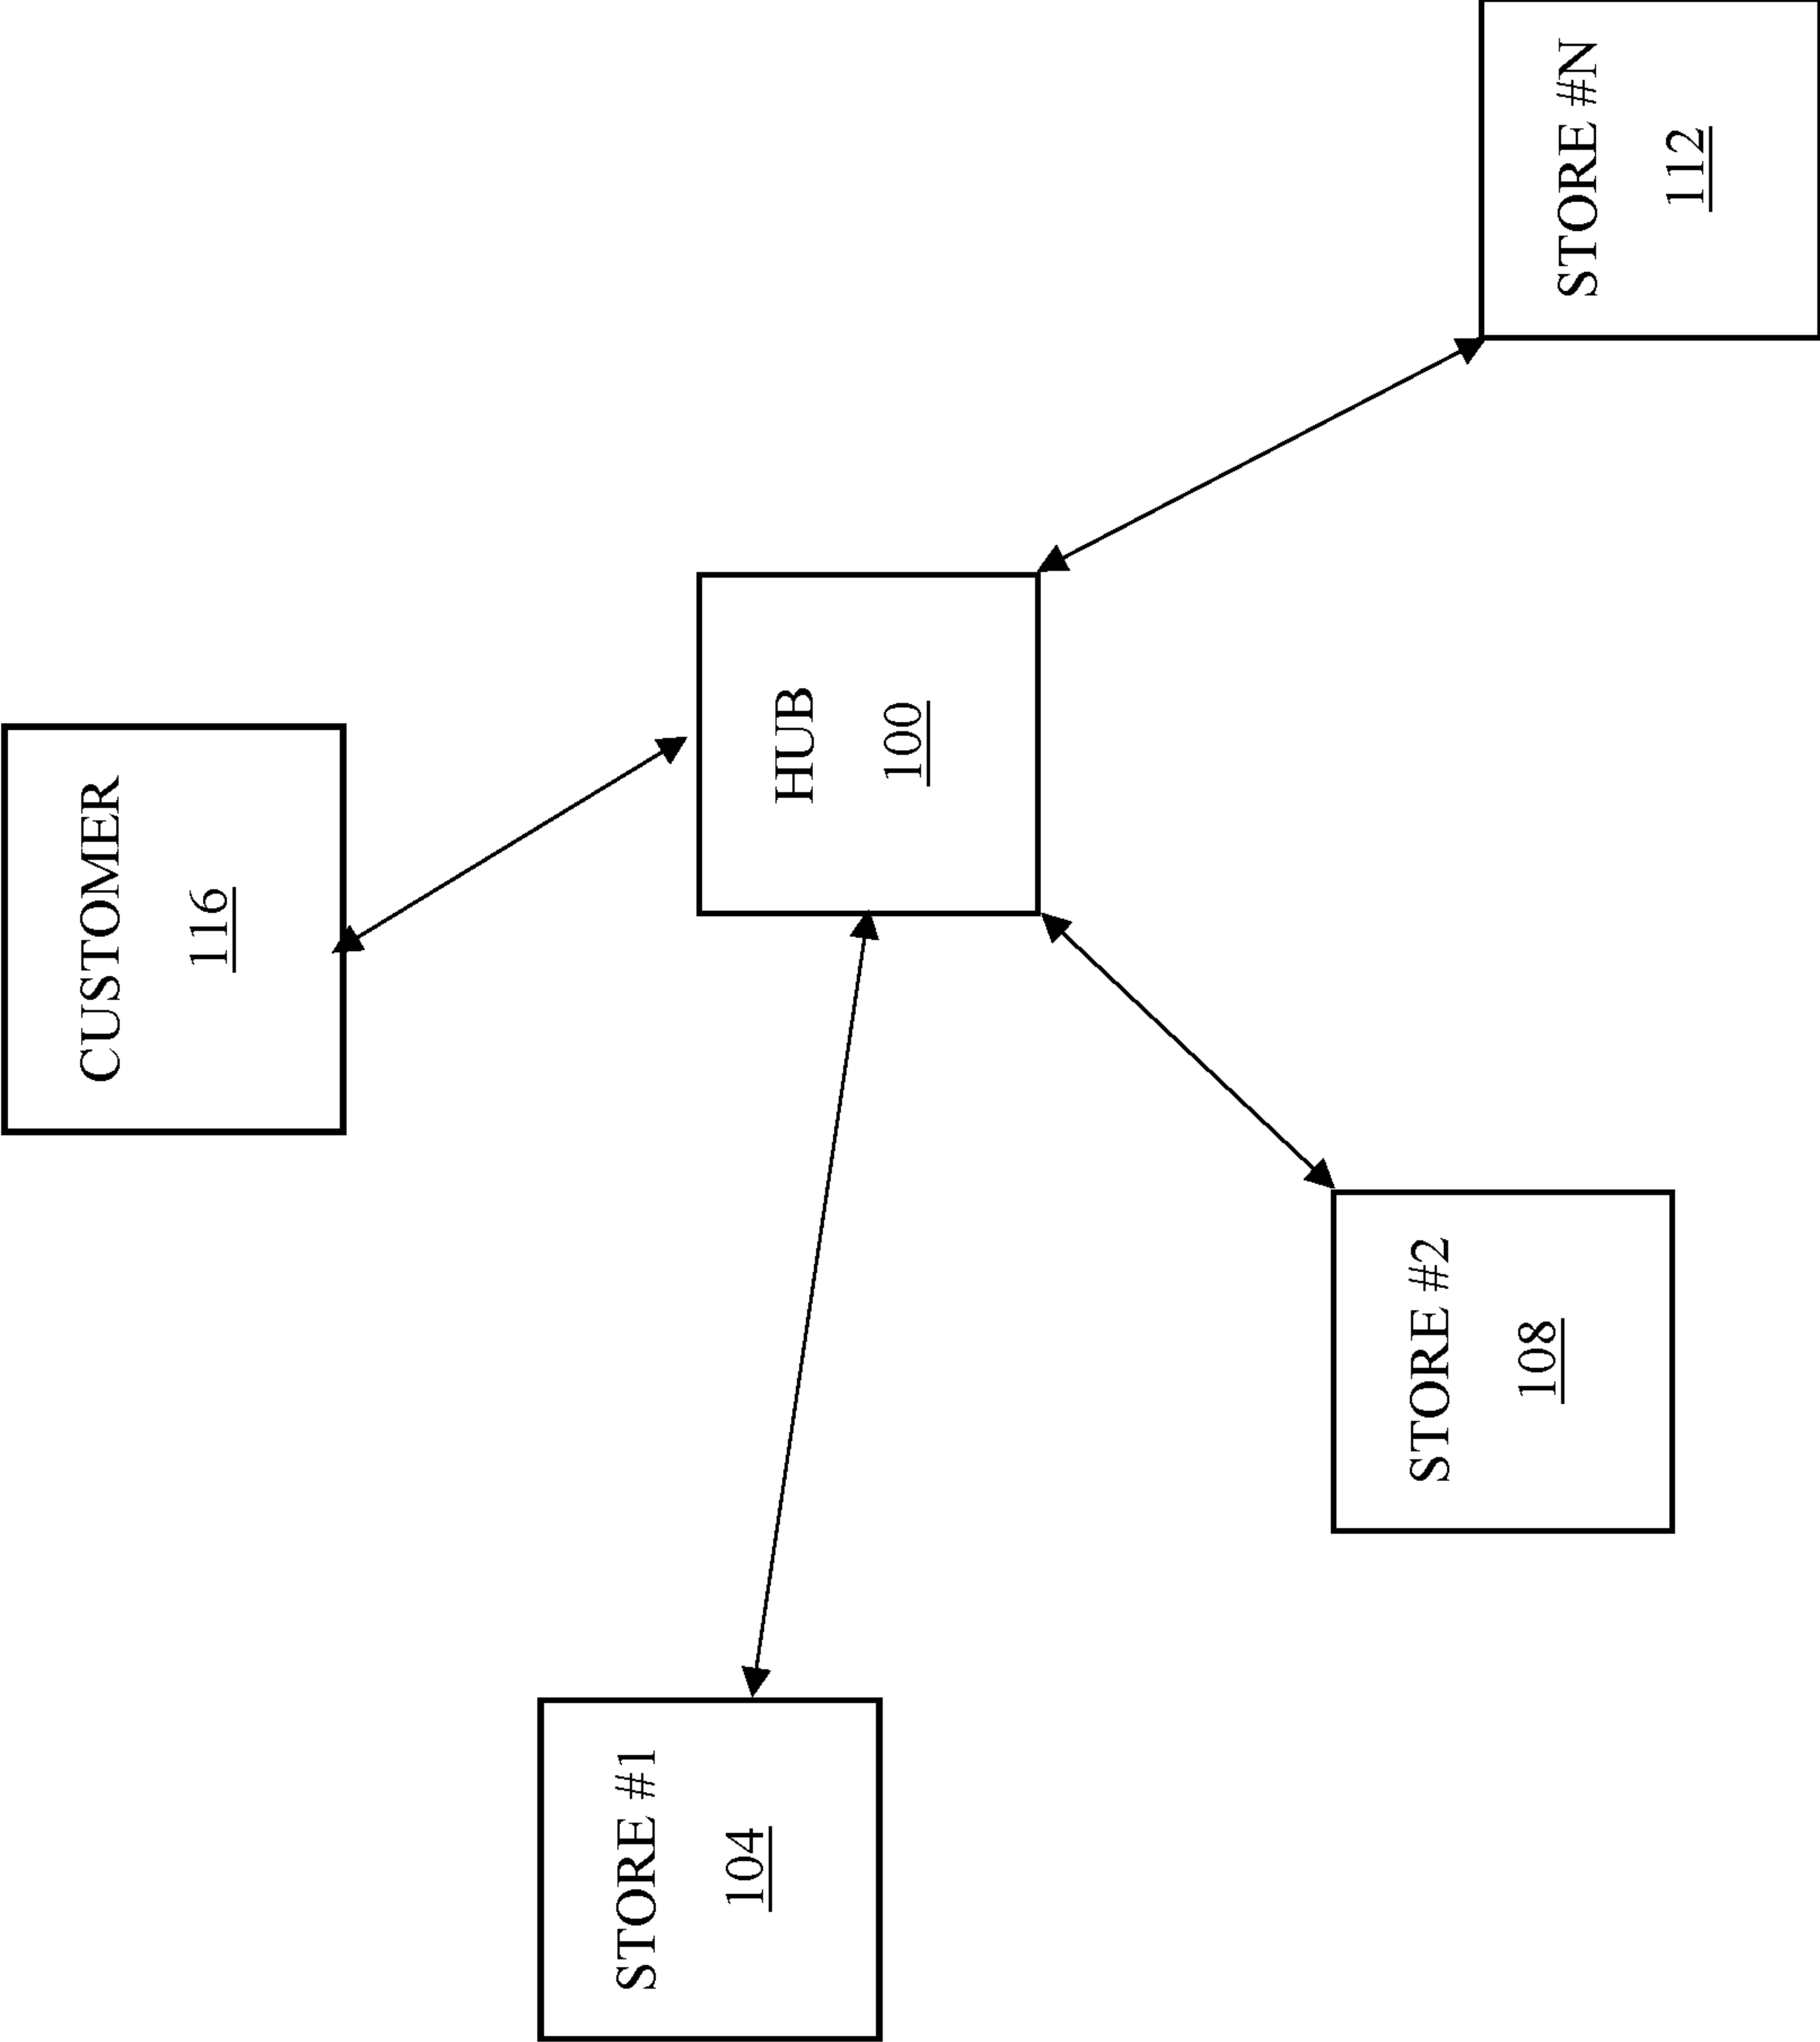 CUSTOMER
116
HUB
100
STORE #1
104
STORE #2
108
STORE #N
112